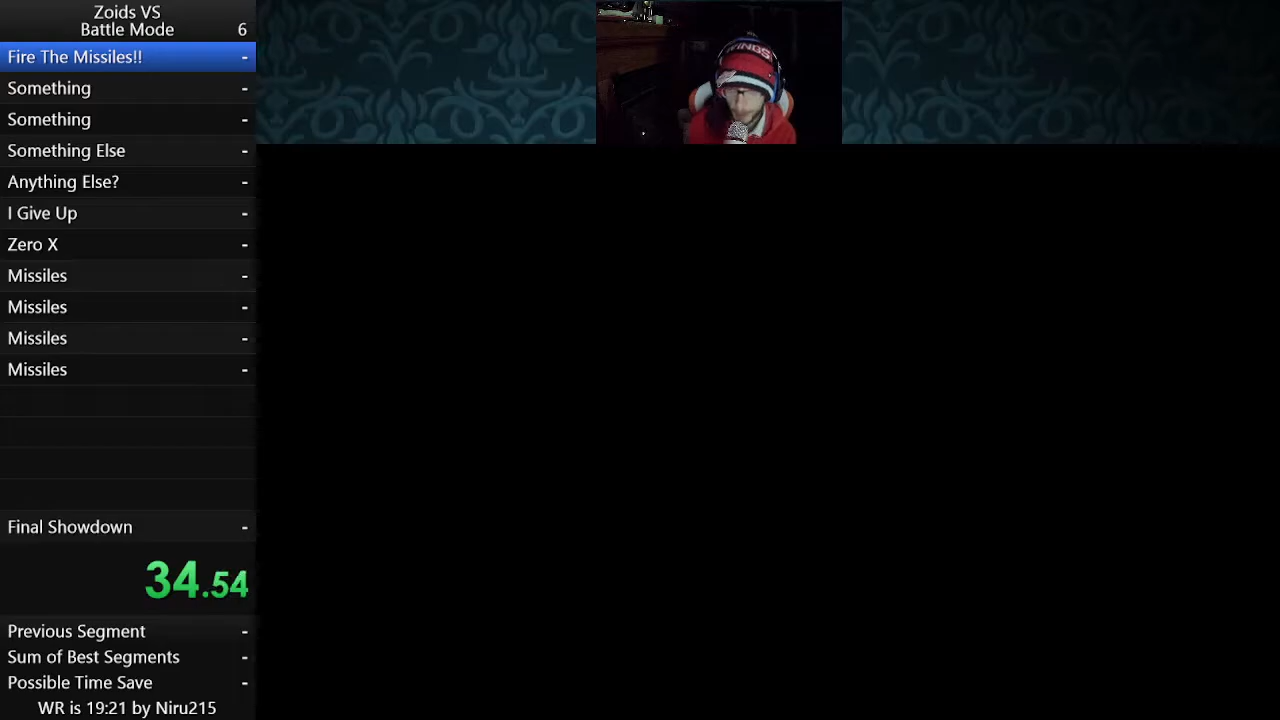 Zoids VS
Battle Mode 6
Fire The Missiles!! -
Something -
Something -
Something Else -
Anything Else? -
I Give Up -
Zero X -
Missiles -
Missiles -
Missiles -
Missiles -
Final Showdown -
34.54
Previous Segment -
Sum of Best Segments -
Possible Time Save -
WR is 19:21 by Niru215
WINGS